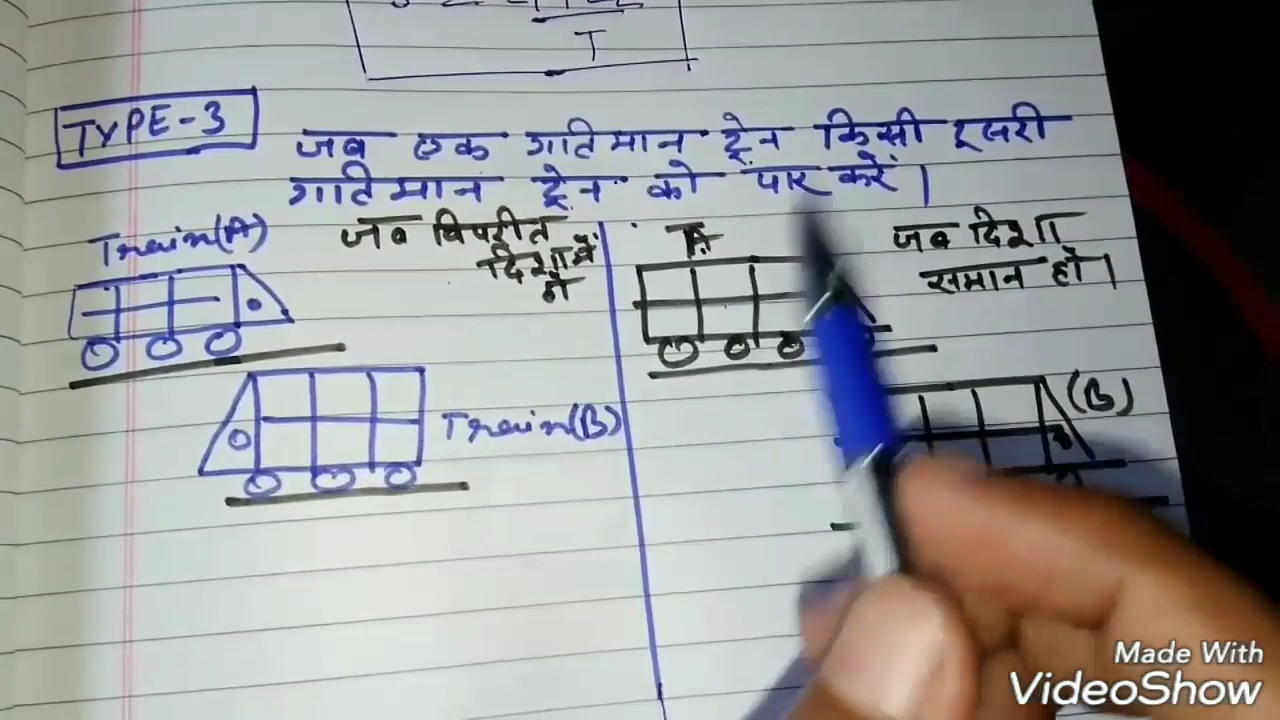 T
TYPE-3
जब एक गतिमान ट्रेन किसी दूसरी
गतिमान ट्रेन को पार करें।
Train(A)
जब विपरीत
दिशा में
हो
A
जब दिशा
समान हो।
Train(B)
(B)
Made With
VideoShow